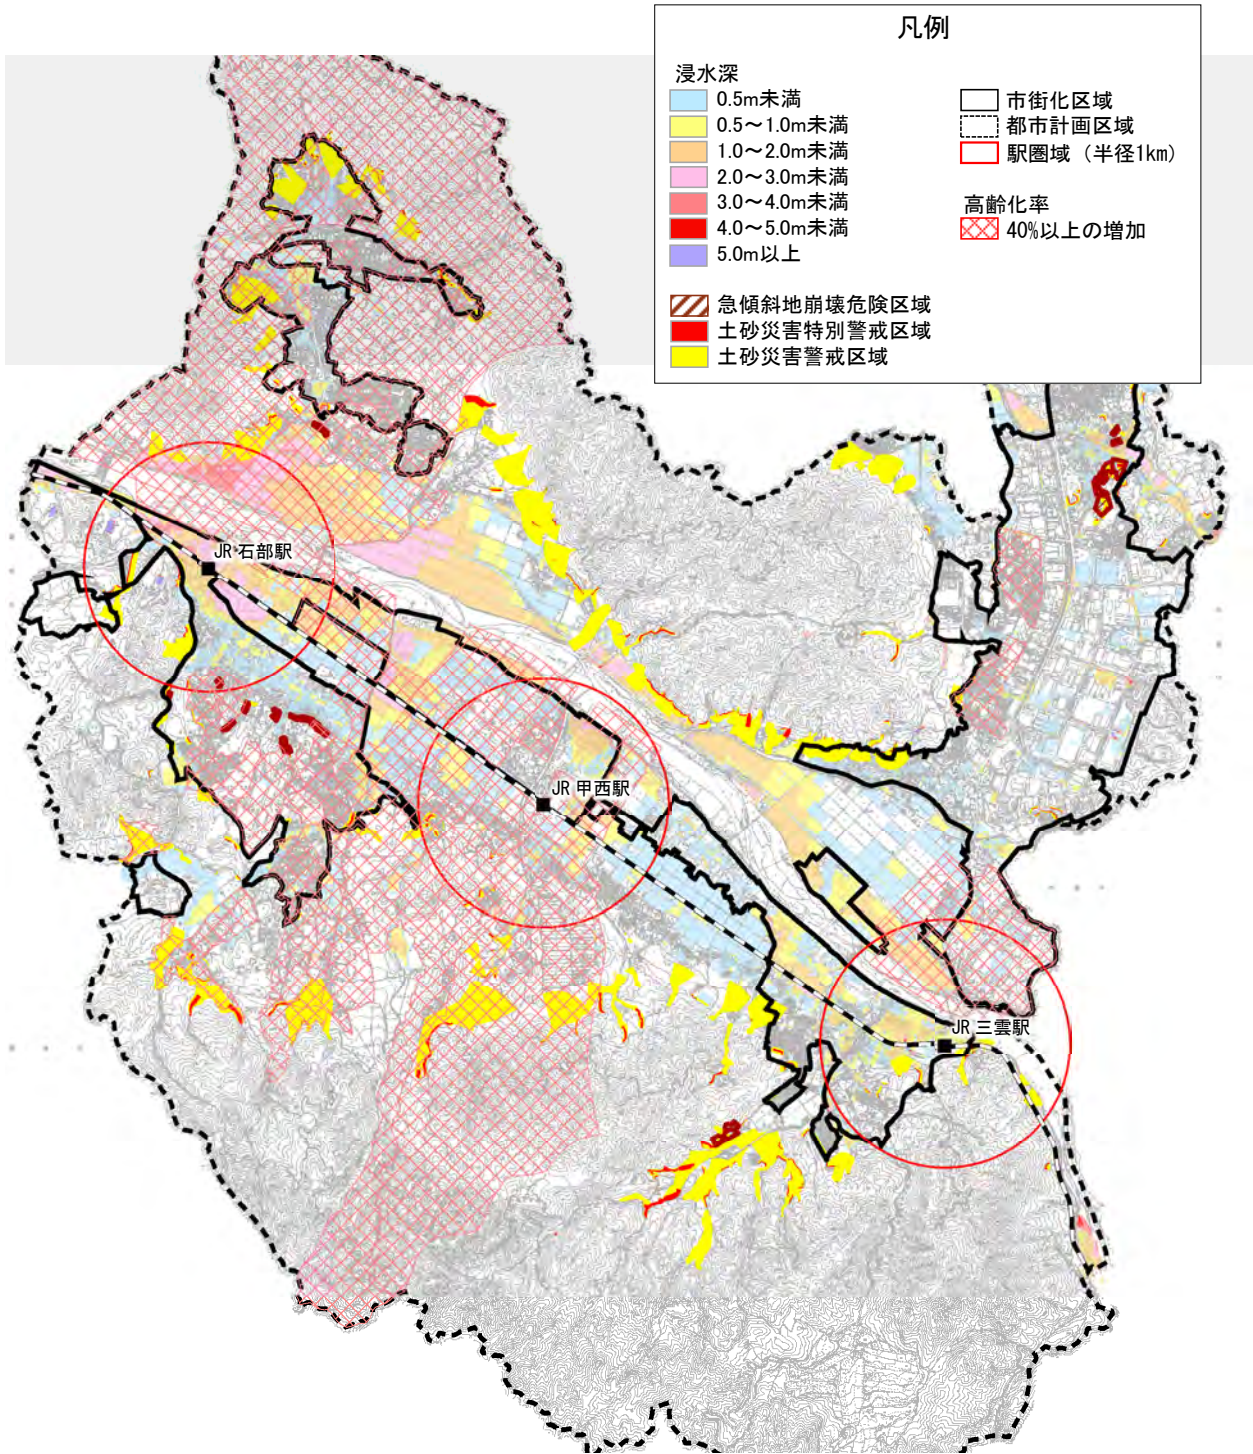 凡例
浸水深
0.5m未満
0.5～1.0m未満
1.0～2.0m未満
2.0～3.0m未満
3.0～4.0m未満
4.0～5.0m未満
5.0m以上
急傾斜地崩壊危険区域
土砂災害特別警戒区域
土砂災害警戒区域
市街化区域
都市計画区域
駅圏域（半径1km）
高齢化率
40%以上の増加
JR 石部駅
JR 甲西駅
JR 三雲駅